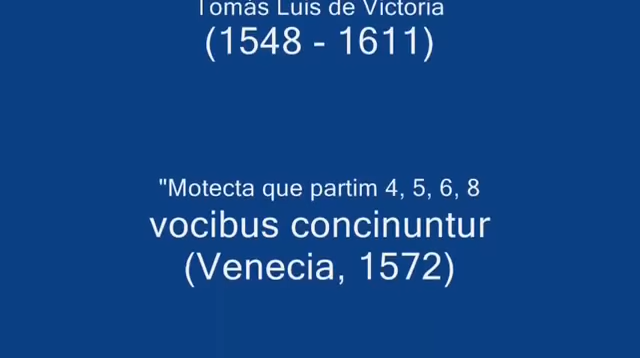 Tomás Luis de Victoria
(1548 - 1611)
"Motecta que partim 4, 5, 6, 8
vocibus concinuntur
(Venecia, 1572)